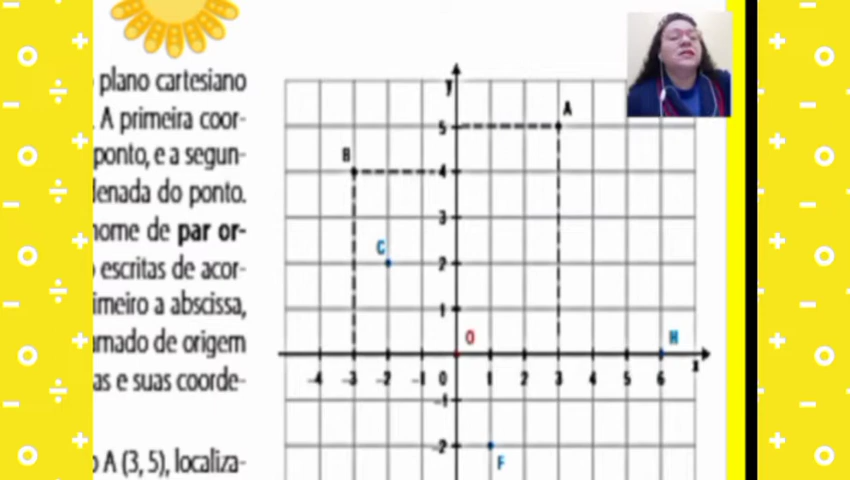 plano cartesiano
. A primeira coor-
ponto, e a segun-
denada do ponto.
nome de par or-
escritas de acor-
imeiro a abscissa,
amado de origem
as e suas coorde-
A (3, 5), localiza-
y
A
5
B
4
3
C
2
1
O
H
-4 -3 -2 -1 0 1 2 3 4 5 6 x
-1
-2
F